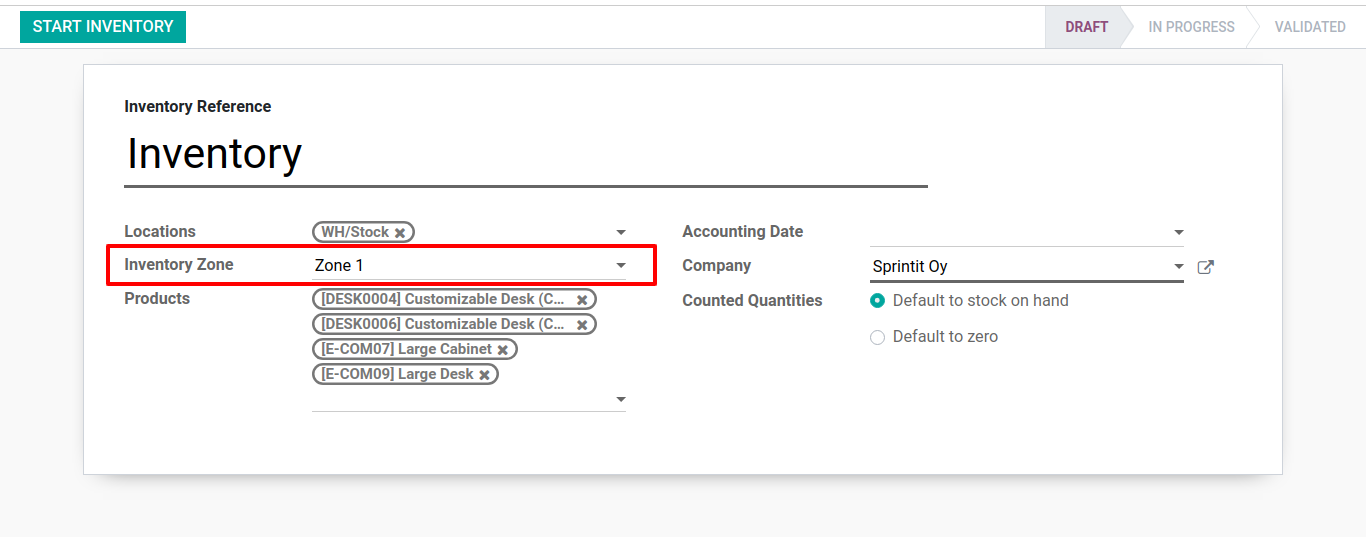 START INVENTORY
DRAFT
IN PROGRESS
VALIDATED
Inventory Reference
Inventory
Locations
WH/Stock
Inventory Zone
Zone 1
Products
[DESK0004] Customizable Desk (C...
[DESK0006] Customizable Desk (C...
[E-COM07] Large Cabinet
[E-COM09] Large Desk
Accounting Date
Company
Sprintit Oy
Counted Quantities
Default to stock on hand
Default to zero